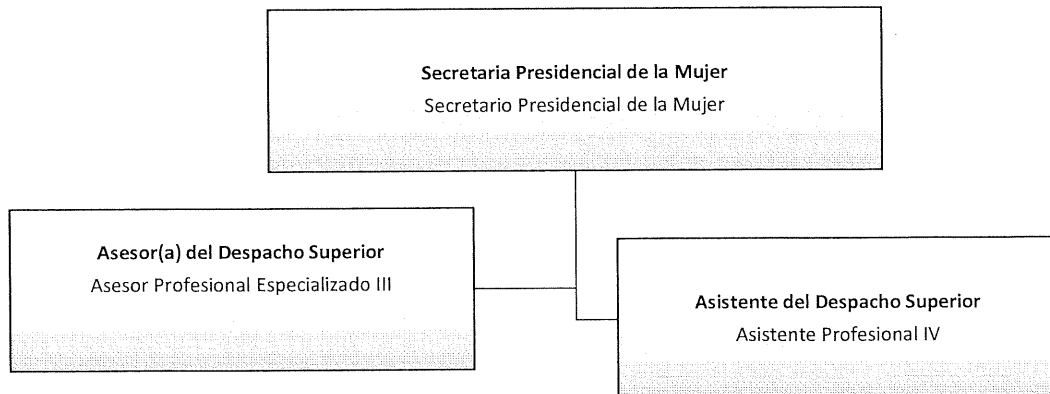 Secretaria Presidencial de la Mujer
Secretario Presidencial de la Mujer
Asesor(a) del Despacho Superior
Asesor Profesional Especializado III
Asistente del Despacho Superior
Asistente Profesional IV